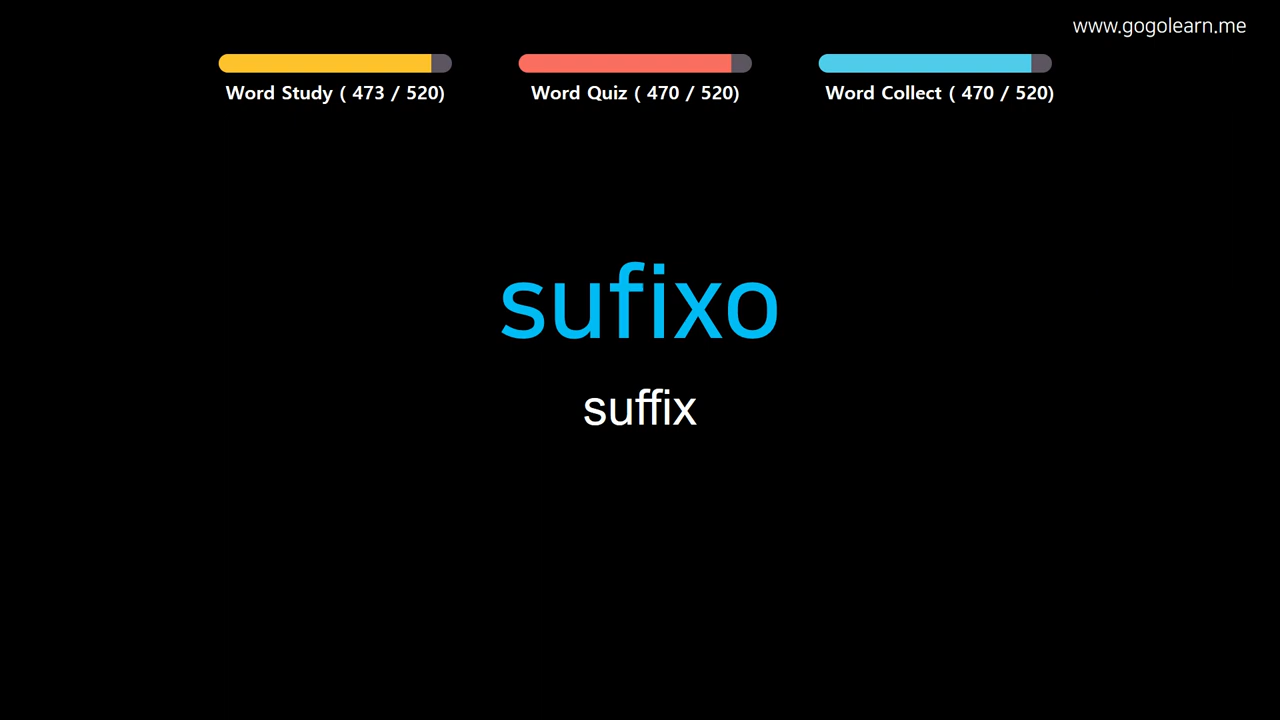 www.gogolearn.me
Word Study ( 473 / 520)
Word Quiz ( 470 / 520)
Word Collect ( 470 / 520)
sufixo
suffix